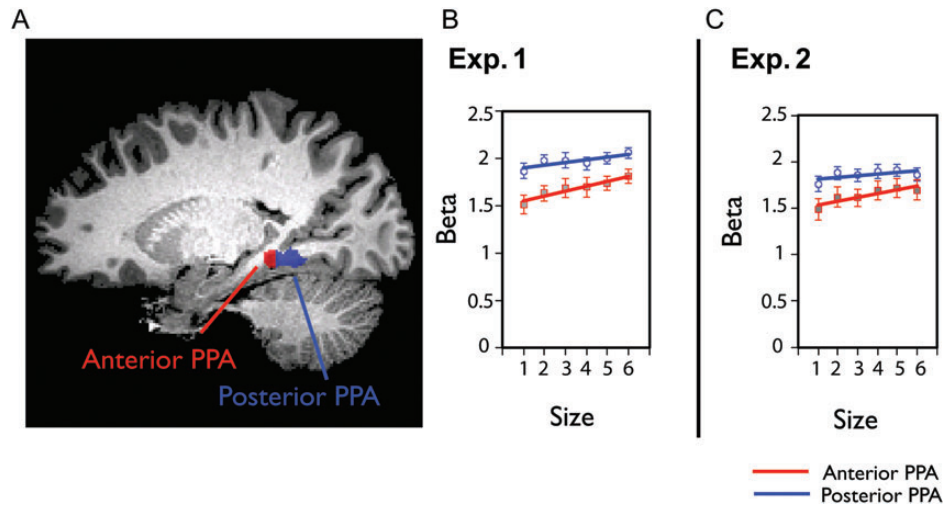 A
Anterior PPA
Posterior PPA
B
Exp. 1
2.5
2
1.5
1
0.5
0
Beta
1 2 3 4 5 6
Size
C
Exp. 2
2.5
2
1.5
1
0.5
0
Beta
1 2 3 4 5 6
Size
Anterior PPA
Posterior PPA